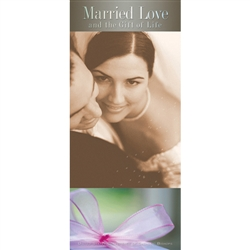 Married Love
and the Gift of Life